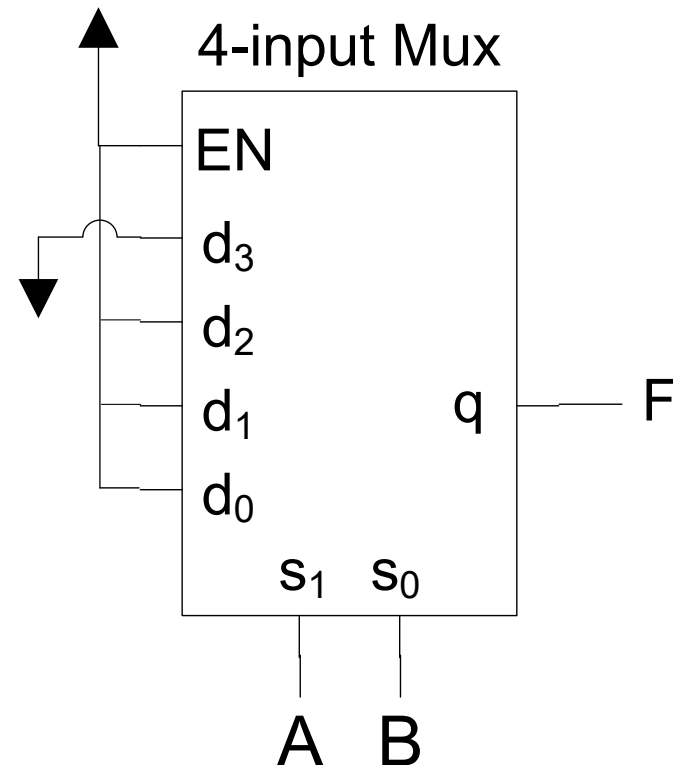 4-input Mux
EN
d₃
d₂
d₁
q F
d₀
s₁ s₀
A B